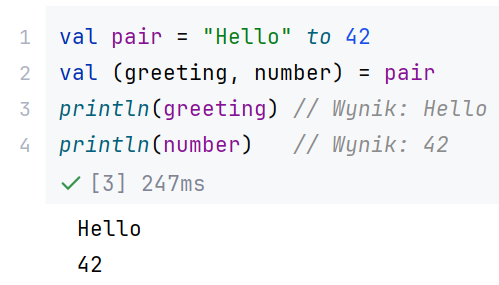 1 val pair = "Hello" to 42
2 val (greeting, number) = pair
3 println(greeting) // Wynik: Hello
4 println(number)   // Wynik: 42
✓ [3] 247ms
Hello
42